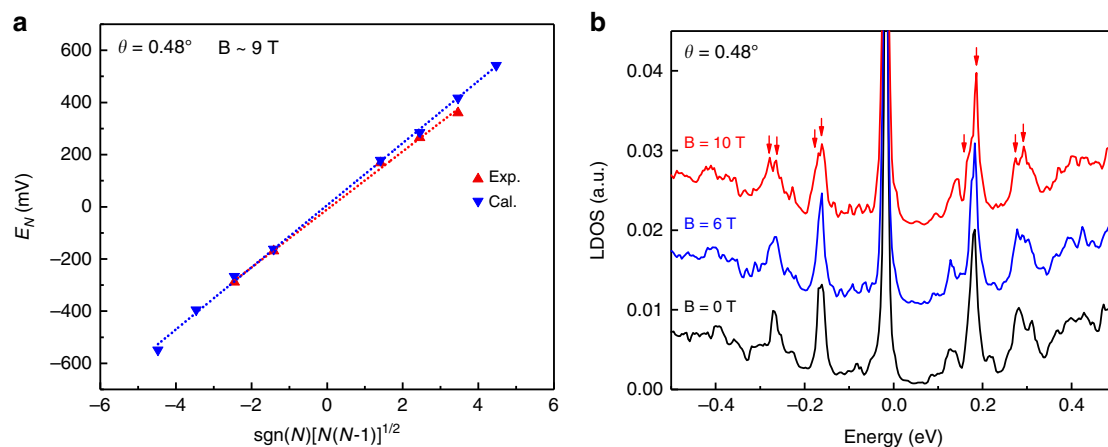 a
θ = 0.48° B ~ 9 T
600
400
200
0
−200
−400
−600
E_N (mV)
Exp.
Cal.
−6 −4 −2 0 2 4 6
sgn(N)[N(N-1)]^{1/2}
b
θ = 0.48°
0.04
0.03
0.02
0.01
0.00
LDOS (a.u.)
B = 10 T
B = 6 T
B = 0 T
−0.4 −0.2 0.0 0.2 0.4
Energy (eV)